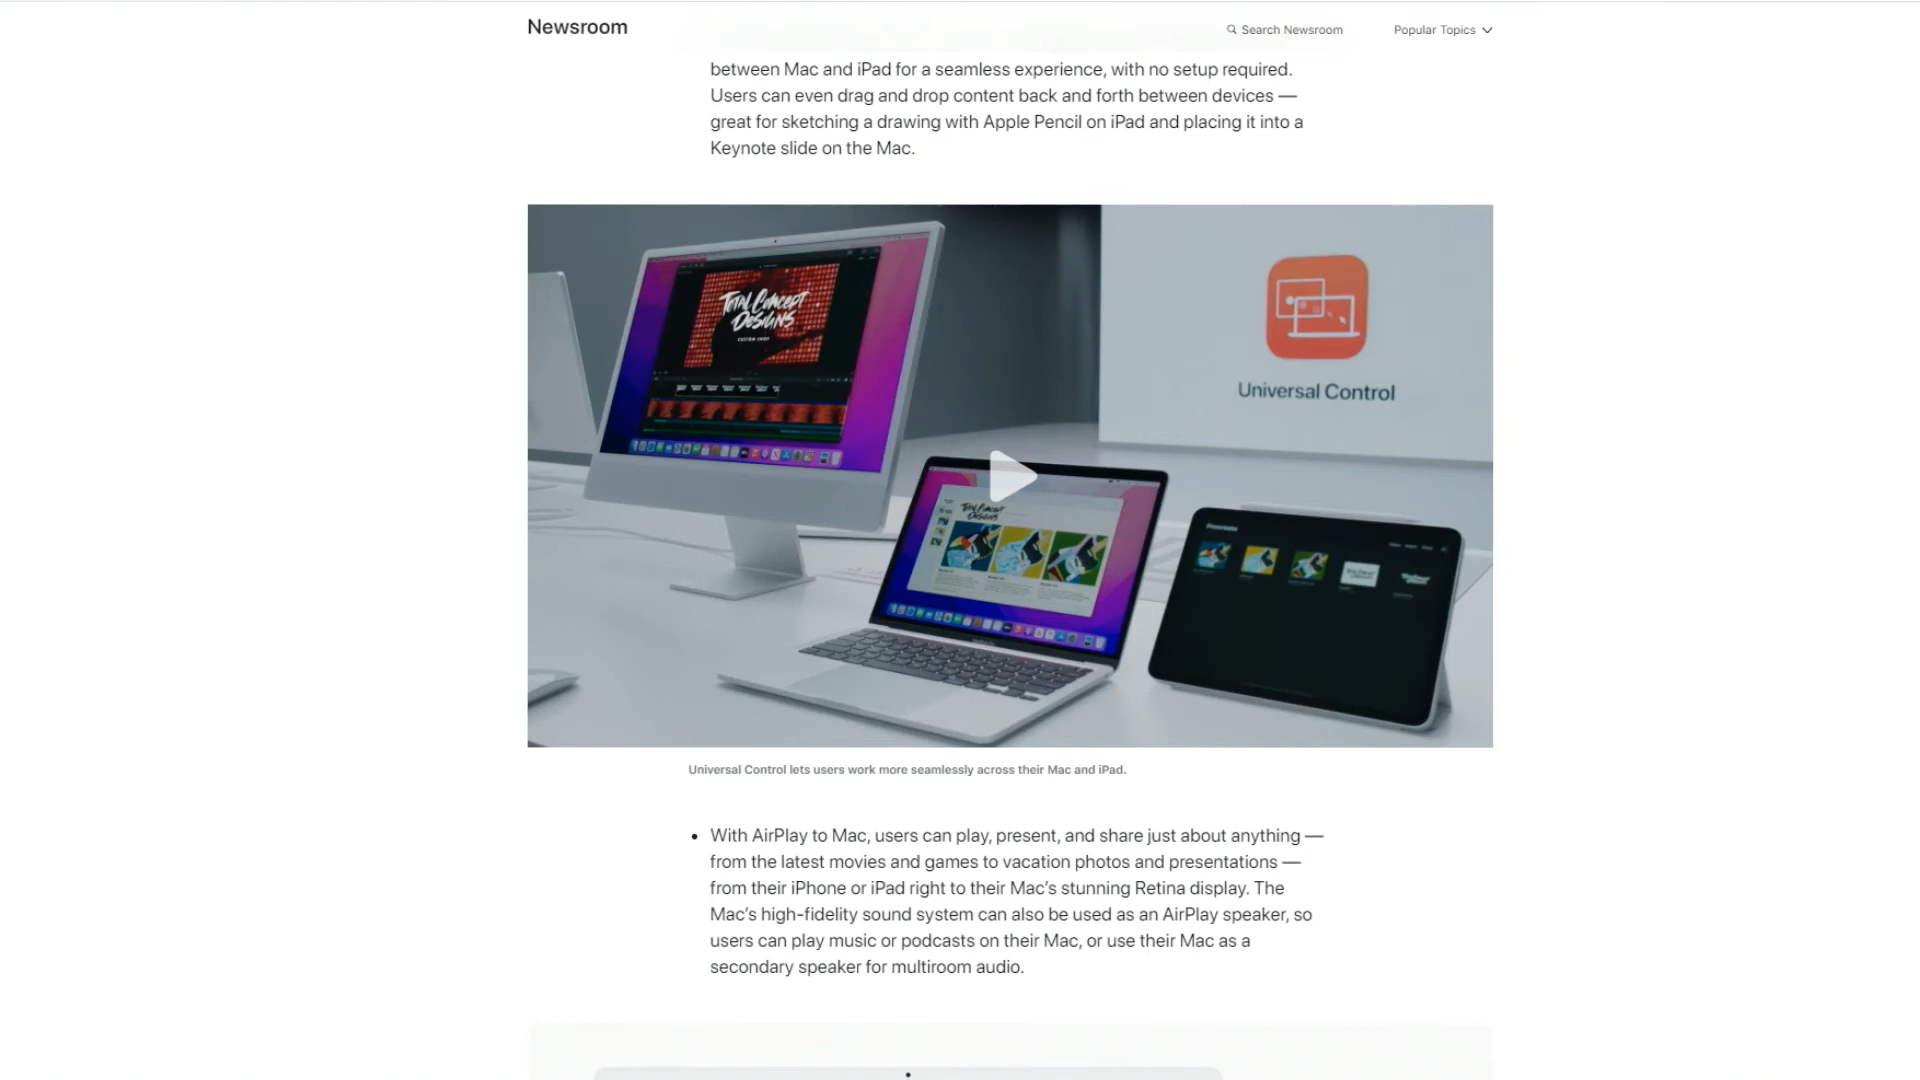 Newsroom
Search Newsroom
Popular Topics
between Mac and iPad for a seamless experience, with no setup required.
Users can even drag and drop content back and forth between devices —
great for sketching a drawing with Apple Pencil on iPad and placing it into a
Keynote slide on the Mac.
TOTAL CONCEPT
DESIGNS
CUSTOM SHOP
Universal Control
TOTAL CONCEPT
DESIGNS
Procreate
Universal Control lets users work more seamlessly across their Mac and iPad.
• With AirPlay to Mac, users can play, present, and share just about anything —
from the latest movies and games to vacation photos and presentations —
from their iPhone or iPad right to their Mac’s stunning Retina display. The
Mac’s high-fidelity sound system can also be used as an AirPlay speaker, so
users can play music or podcasts on their Mac, or use their Mac as a
secondary speaker for multiroom audio.